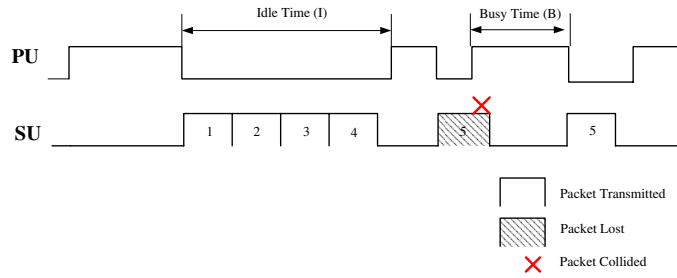 Idle Time (I)
Busy Time (B)
PU
SU
1
2
3
4
5
5
Packet Transmitted
Packet Lost
Packet Collided